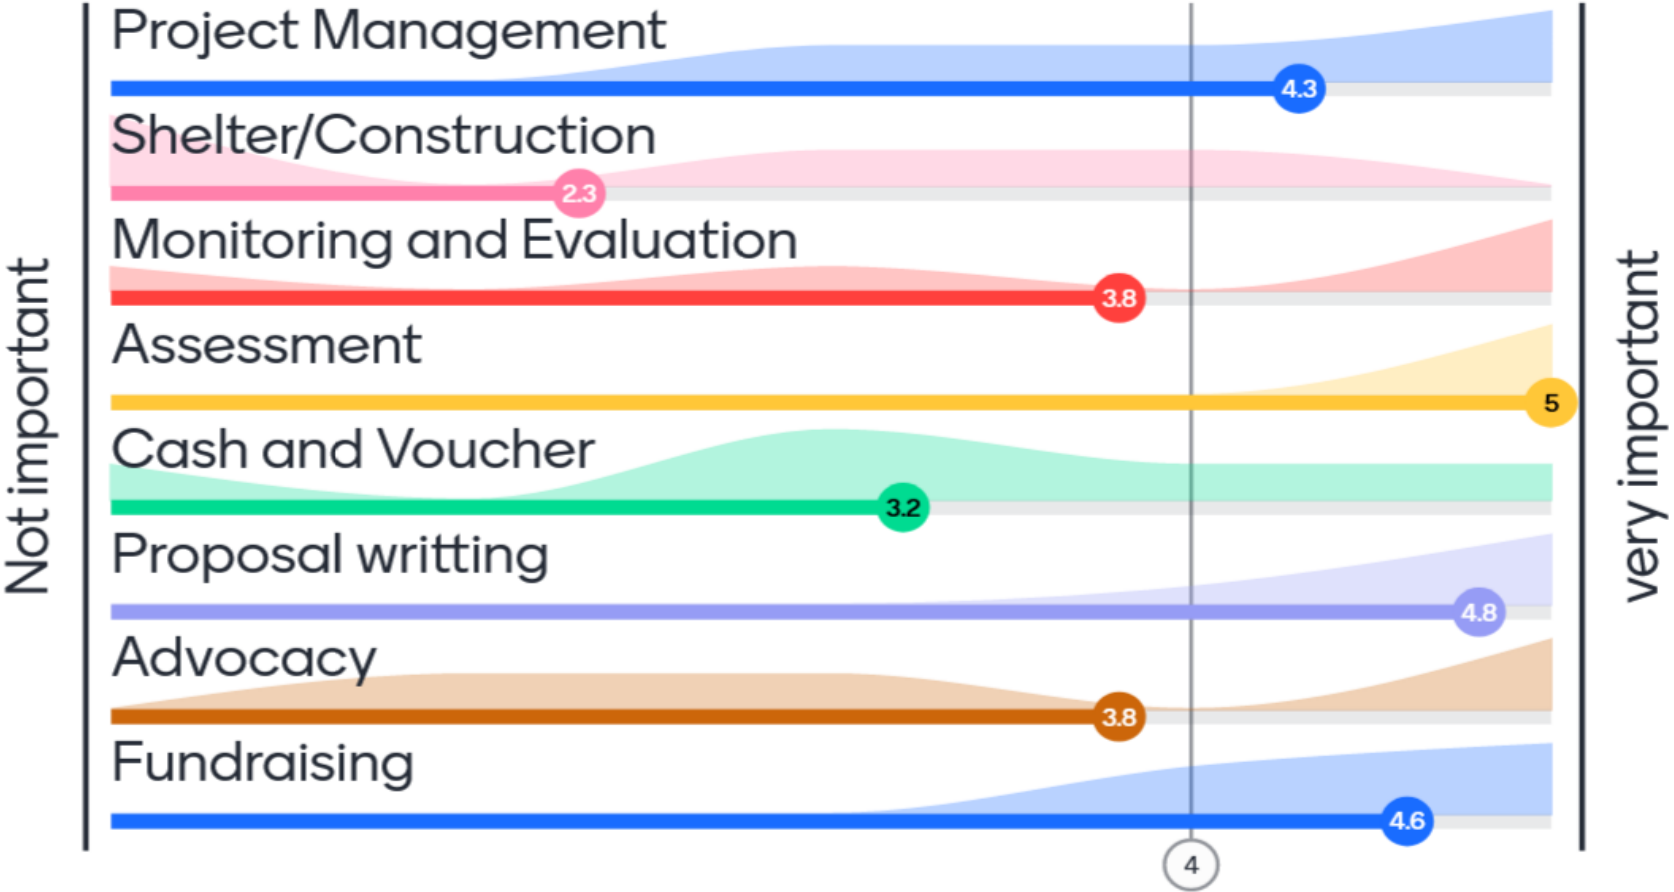 Project Management
4.3
Shelter/Construction
2.3
Monitoring and Evaluation
3.8
Assessment
5
Cash and Voucher
3.2
Proposal writting
4.8
Advocacy
3.8
Fundraising
4.6
4
Not important
very important